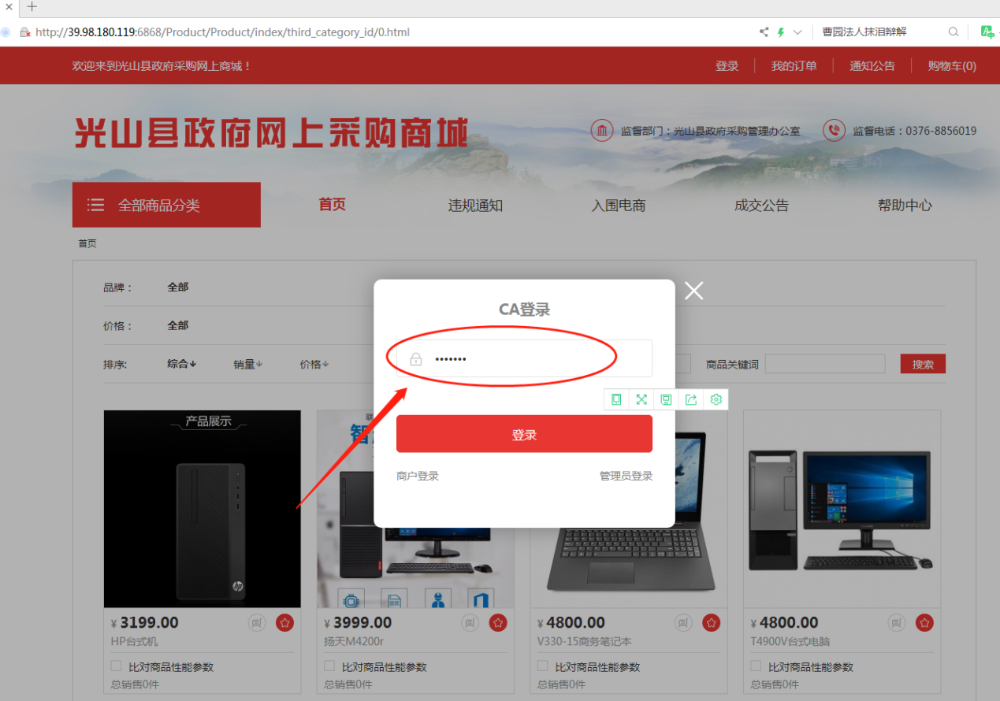 http://39.98.180.119:6868/Product/Product/index/third_category_id/0.html
曹园法人抹泪辩解
欢迎来到光山县政府采购网上商城！
登录
我的订单
通知公告
购物车(0)
光山县政府网上采购商城
监督部门：光山县政府采购管理办公室
监督电话：0376-8856019
全部商品分类
首页
违规通知
入围电商
成交公告
帮助中心
首页
品牌：
全部
价格：
全部
排序:
综合
销量
价格
商品关键词
搜索
CA登录
•••••••
登录
商户登录
管理员登录
产品展示
hp
¥ 3199.00
HP台式机
比对商品性能参数
总销售0件
¥ 3999.00
扬天M4200r
比对商品性能参数
总销售0件
¥ 4800.00
V330-15商务笔记本
比对商品性能参数
总销售0件
¥ 4800.00
T4900V台式电脑
比对商品性能参数
总销售0件